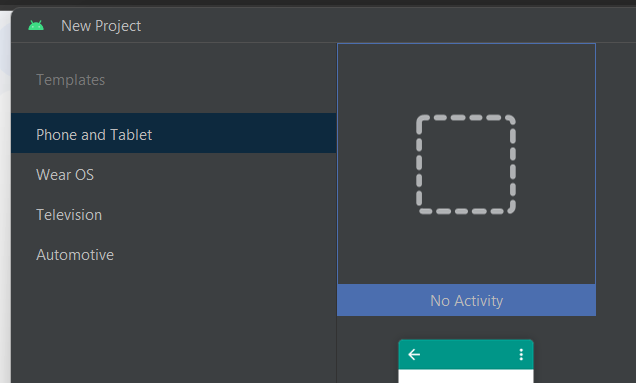 New Project
Templates
Phone and Tablet
Wear OS
Television
Automotive
No Activity